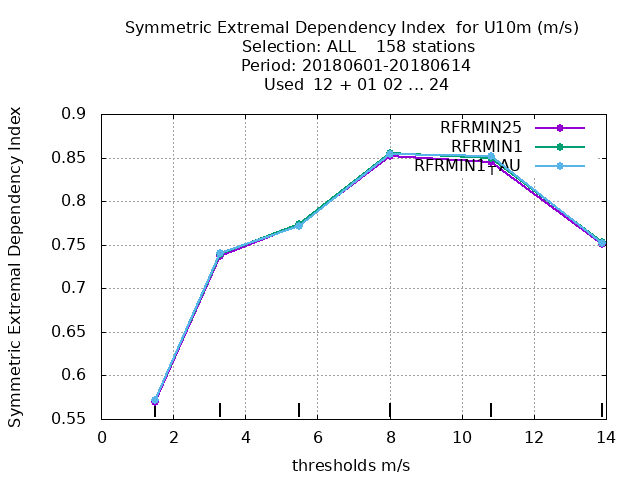 Symmetric Extremal Dependency Index  for U10m (m/s)
Selection: ALL    158 stations
Period: 20180601-20180614
Used  12 + 01 02 ... 24
Symmetric Extremal Dependency Index
0.9
0.85
0.8
0.75
0.7
0.65
0.6
0.55
RFRMIN25
RFRMIN1
RFRMIN1+AU
0 2 4 6 8 10 12 14
thresholds m/s